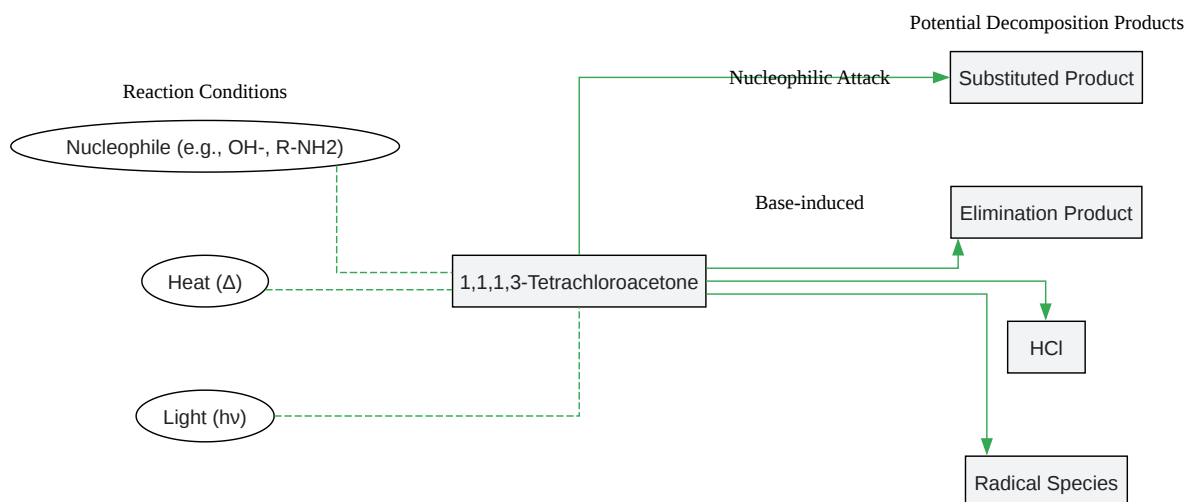 Potential Decomposition Products
Nucleophilic Attack
Substituted Product
Reaction Conditions
Nucleophile (e.g., OH-, R-NH2)
Base-induced
Elimination Product
Heat (Δ)
1,1,1,3-Tetrachloroacetone
HCl
Light (hν)
Radical Species